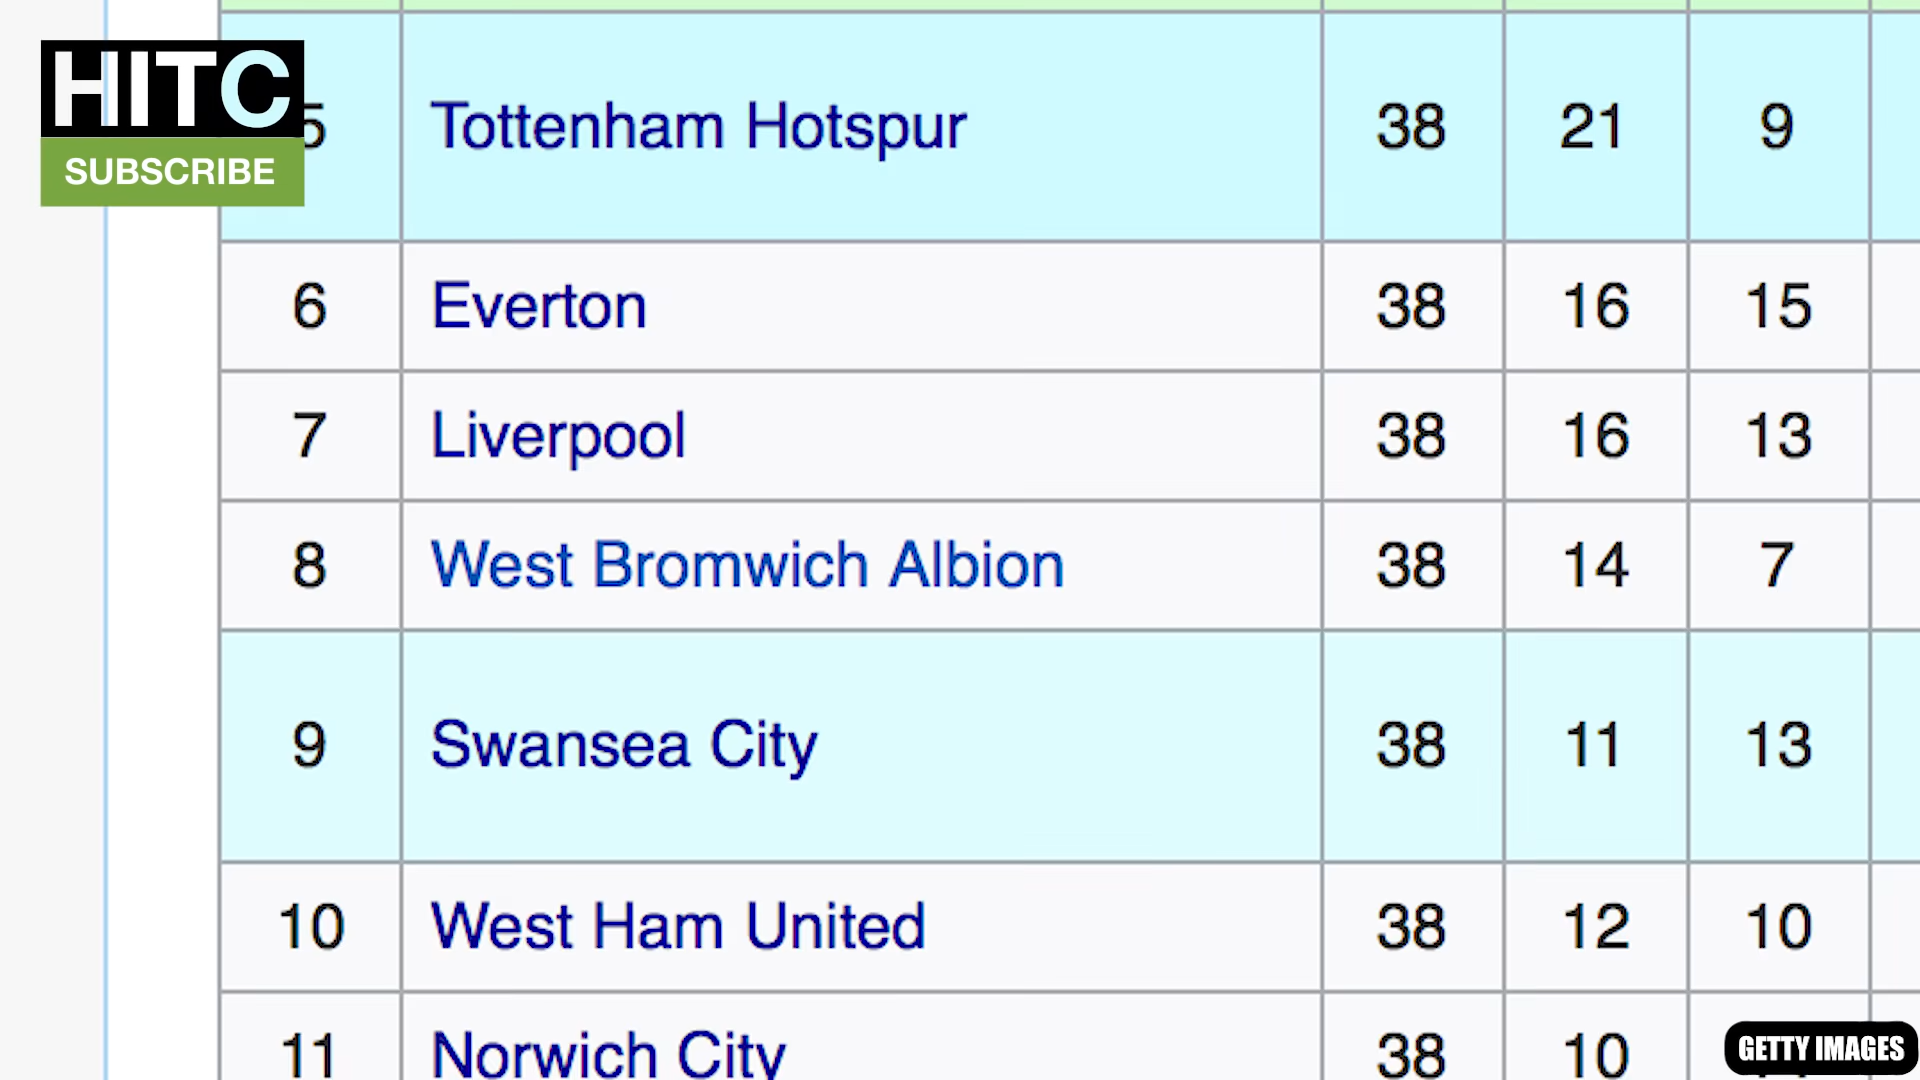 HITC
SUBSCRIBE
5 Tottenham Hotspur 38 21 9
6 Everton 38 16 15
7 Liverpool 38 16 13
8 West Bromwich Albion 38 14 7
9 Swansea City 38 11 13
10 West Ham United 38 12 10
11 Norwich City 38 10
GETTY IMAGES